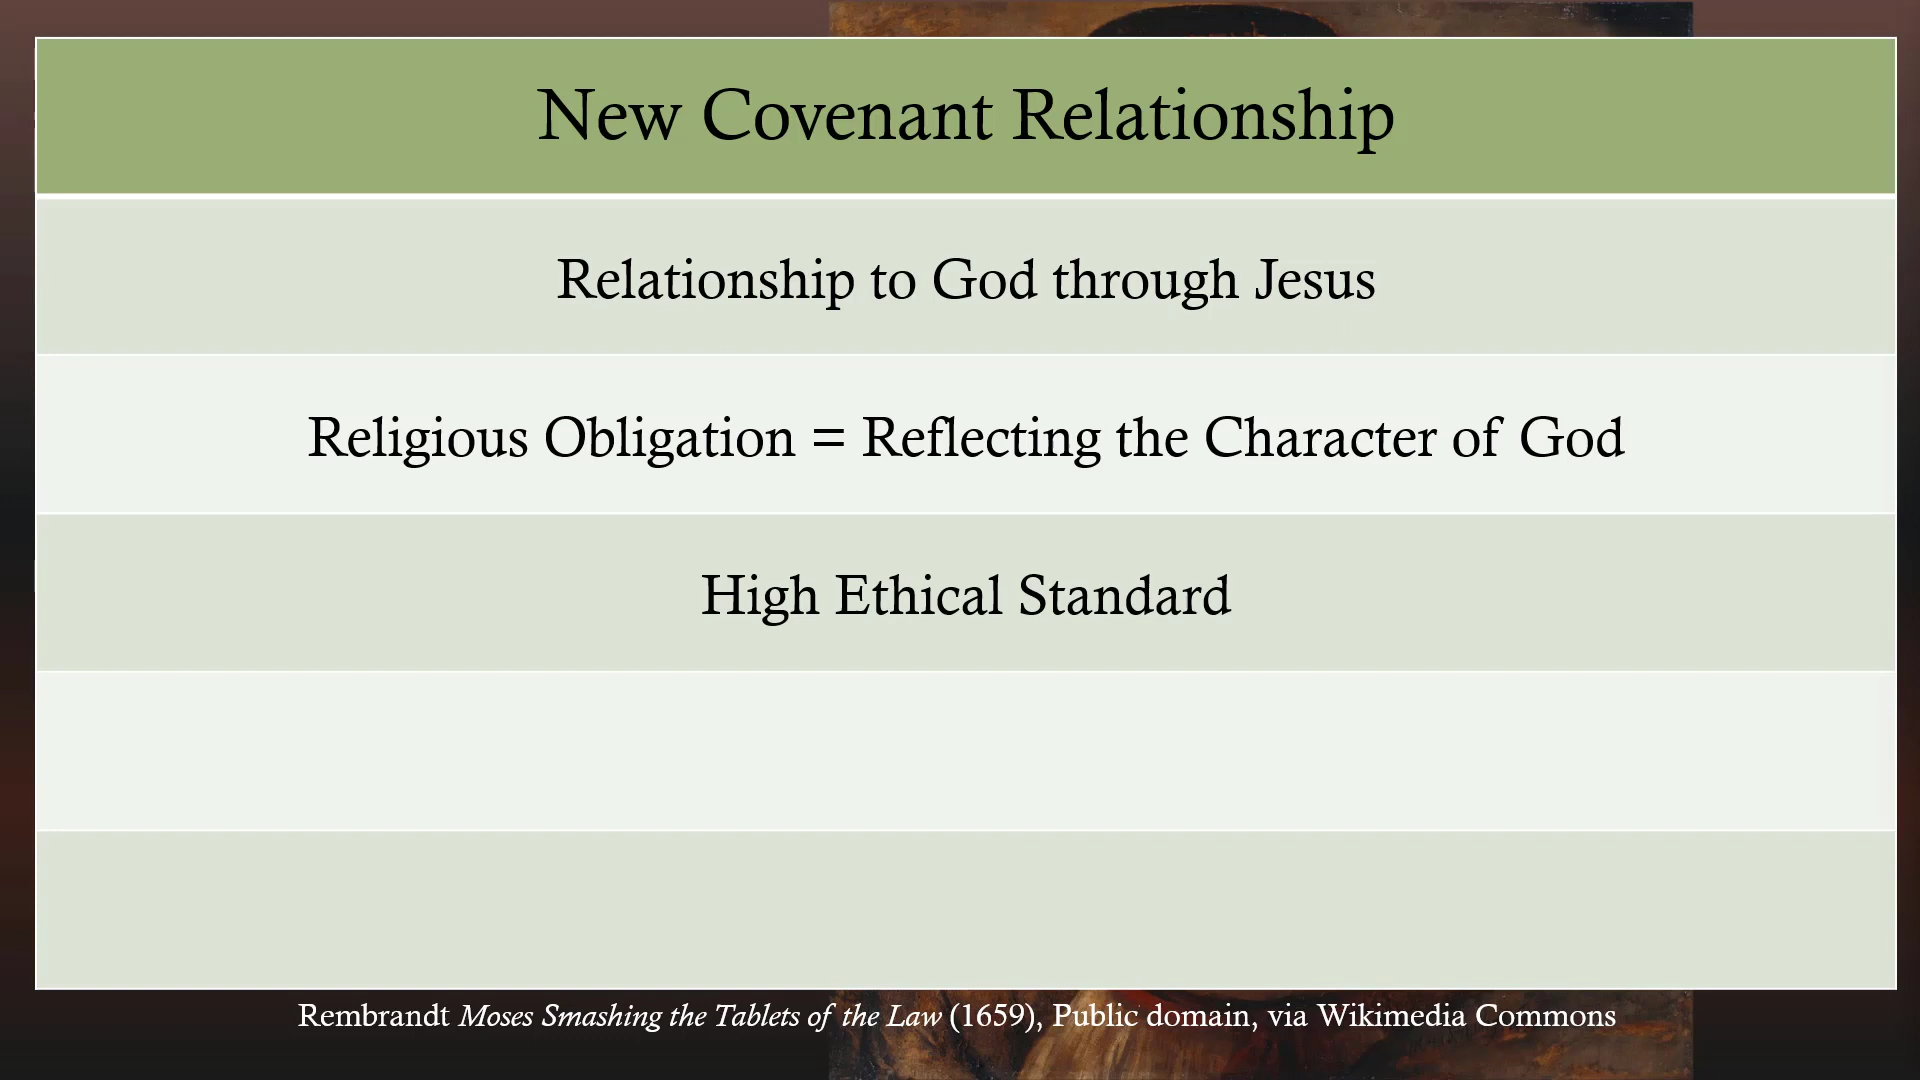 New Covenant Relationship
Relationship to God through Jesus
Religious Obligation = Reflecting the Character of God
High Ethical Standard
Rembrandt Moses Smashing the Tablets of the Law (1659), Public domain, via Wikimedia Commons